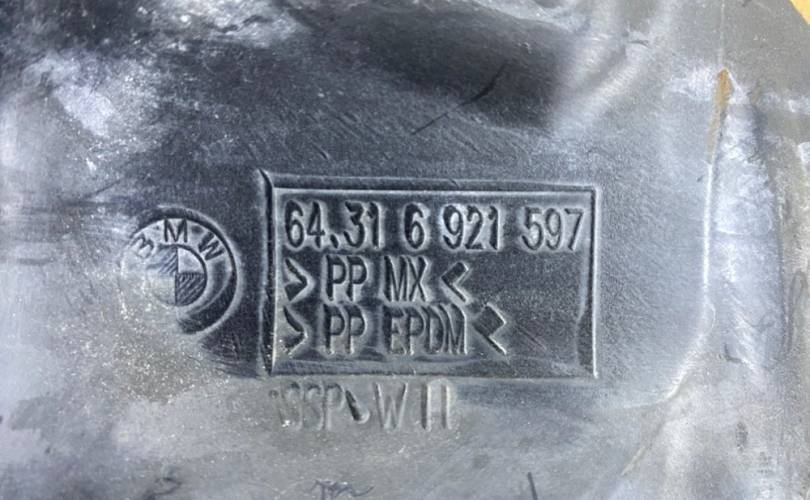 BMW
64.31 6 921 597
> PP MX <
> PP EPDM <